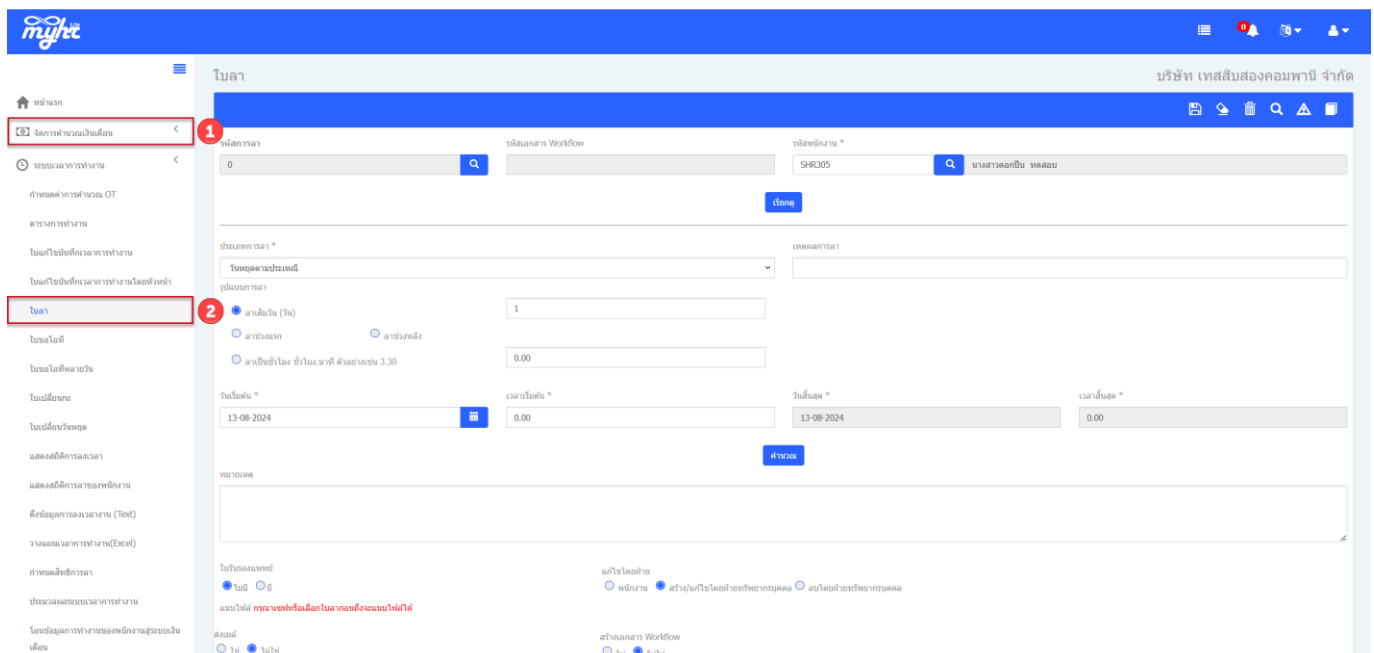 myhr Lite
0
ใบลา
บริษัท เทสสิบสองคอมพานี จำกัด
หน้าแรก
จัดการคำนวณเงินเดือน
1
ระบบเวลาการทำงาน
กำหนดค่าการคำนวณ OT
ตารางการทำงาน
ใบแก้ไขบันทึกเวลาการทำงาน
ใบแก้ไขบันทึกเวลาการทำงานโดยหัวหน้า
ใบลา
2
ใบขอโอที
ใบขอโอทีหลายวัน
ใบเปลี่ยนกะ
ใบเปลี่ยนวันหยุด
แสดงสถิติการลงเวลา
แสดงสถิติการลาของพนักงาน
ดึงข้อมูลการลงเวลางาน (Text)
วางแผนเวลาการทำงาน(Excel)
กำหนดสิทธิการลา
ประมวลผลระบบเวลาการทำงาน
โอนข้อมูลการทำงานของพนักงานสู่ระบบเงิน
เดือน
รหัสการลา
รหัสเอกสาร Workflow
รหัสพนักงาน *
0
SHR305
นางสาวดอกปีบ ทดสอบ
เรียกดู
ประเภทการลา *
เหตุผลการลา
วันหยุดตามประเพณี
รูปแบบการลา
ลาเต็มวัน (วัน)
1
ลาช่วงแรก
ลาช่วงหลัง
ลาเป็นชั่วโมง ชั่วโมง.นาที ตัวอย่างเช่น 3.30
0.00
วันเริ่มต้น *
เวลาเริ่มต้น *
วันสิ้นสุด *
เวลาสิ้นสุด *
13-08-2024
0.00
13-08-2024
0.00
คำนวณ
หมายเหตุ
ใบรับรองแพทย์
แก้ไขโดยฝ่าย
ไม่มี
มี
พนักงาน
สร้าง/แก้ไขโดยฝ่ายทรัพยากรบุคคล
ลบโดยฝ่ายทรัพยากรบุคคล
แนบไฟล์ กรุณาเซฟหรือเลือกใบลาก่อนถึงจะแนบไฟล์ได้
ส่งเมล์
สร้างเอกสาร Workflow
ใช่
ไม่ใช่
ใช่
ไม่ใช่